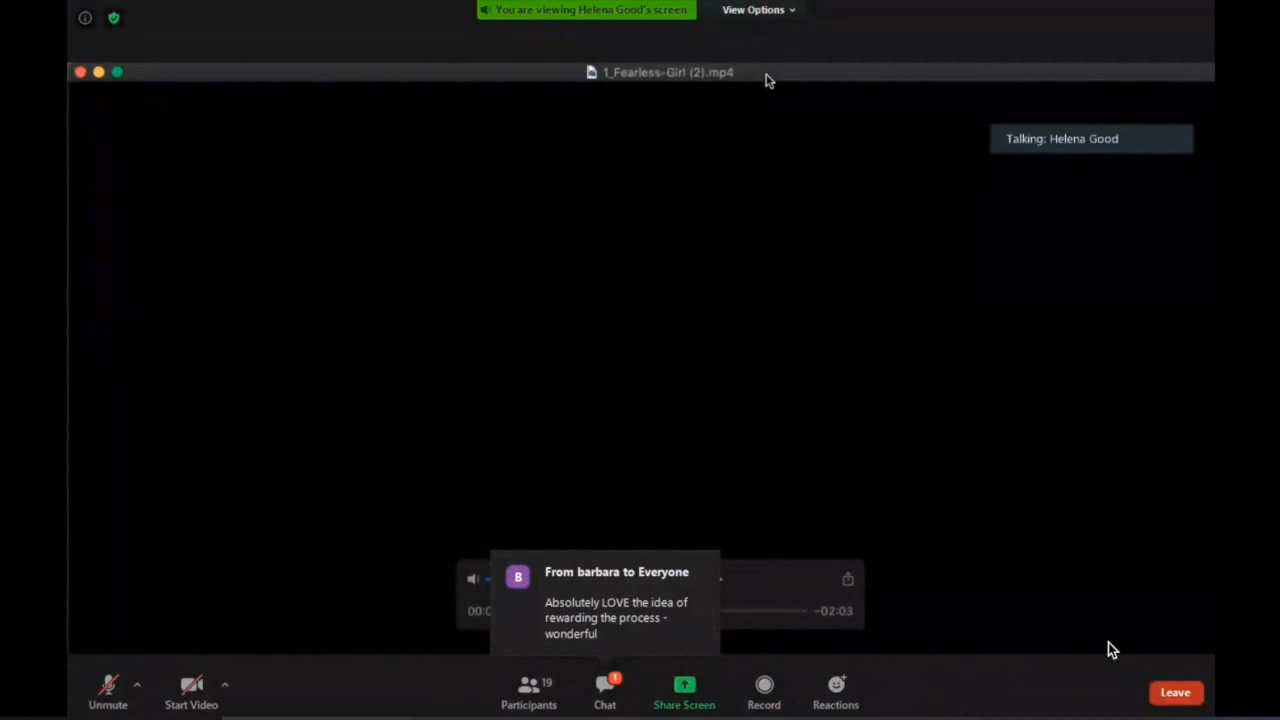 You are viewing Helena Good's screen
View Options
1_Fearless-Girl (2).mp4
Talking: Helena Good
B
From barbara to Everyone
Absolutely LOVE the idea of
rewarding the process -
wonderful
-02:03
Unmute
Start Video
19
Participants
1
Chat
Share Screen
Record
Reactions
Leave